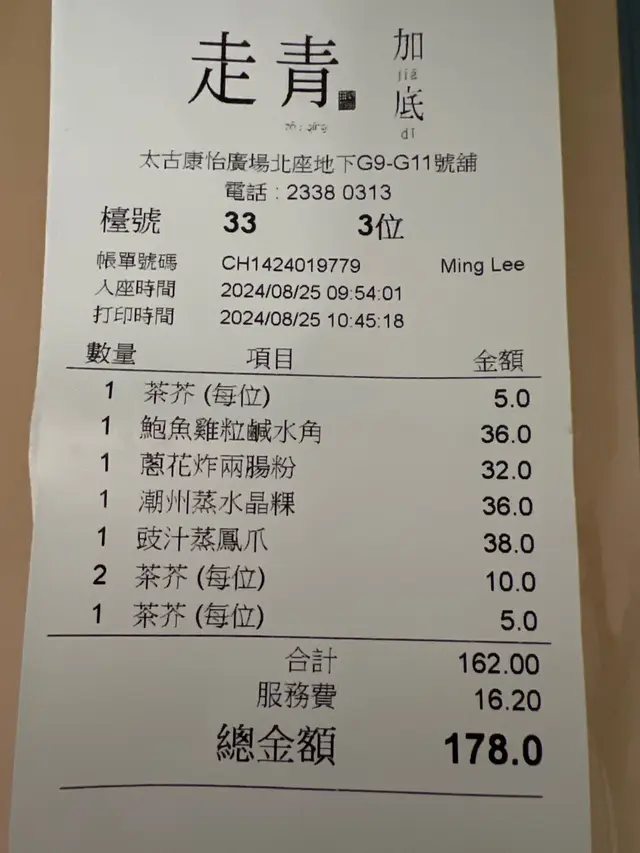 走青
加底
jiā
dǐ
太古康怡廣場北座地下G9-G11號舖
電話 : 2338 0313
檯號 33 3位
帳單號碼 CH1424019779 Ming Lee
入座時間 2024/08/25 09:54:01
打印時間 2024/08/25 10:45:18
數量 項目 金額
1 茶芥 (每位) 5.0
1 鮑魚雞粒鹹水角 36.0
1 蔥花炸兩腸粉 32.0
1 潮州蒸水晶粿 36.0
1 豉汁蒸鳳爪 38.0
2 茶芥 (每位) 10.0
1 茶芥 (每位) 5.0
合計 162.00
服務費 16.20
總金額 178.0